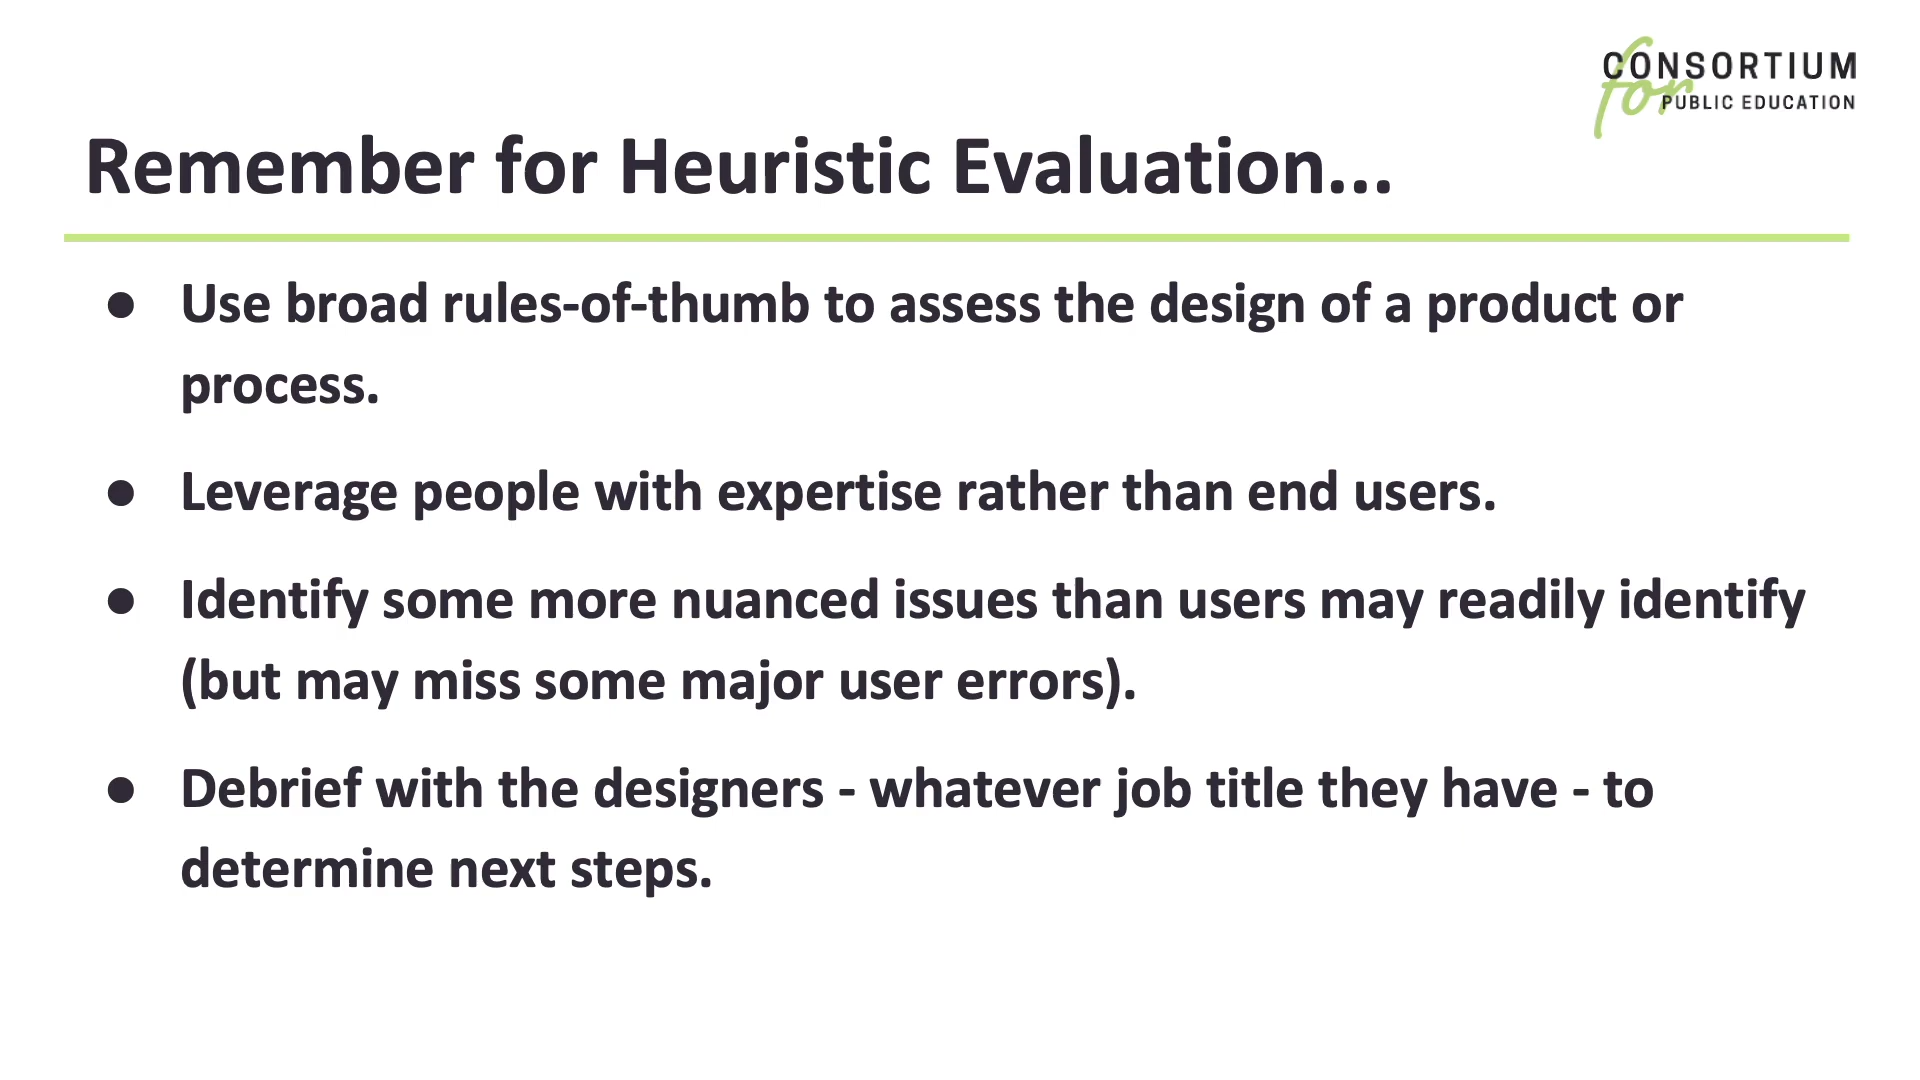 CONSORTIUM
for PUBLIC EDUCATION
Remember for Heuristic Evaluation...
● Use broad rules-of-thumb to assess the design of a product or
process.
● Leverage people with expertise rather than end users.
● Identify some more nuanced issues than users may readily identify
(but may miss some major user errors).
● Debrief with the designers - whatever job title they have - to
determine next steps.